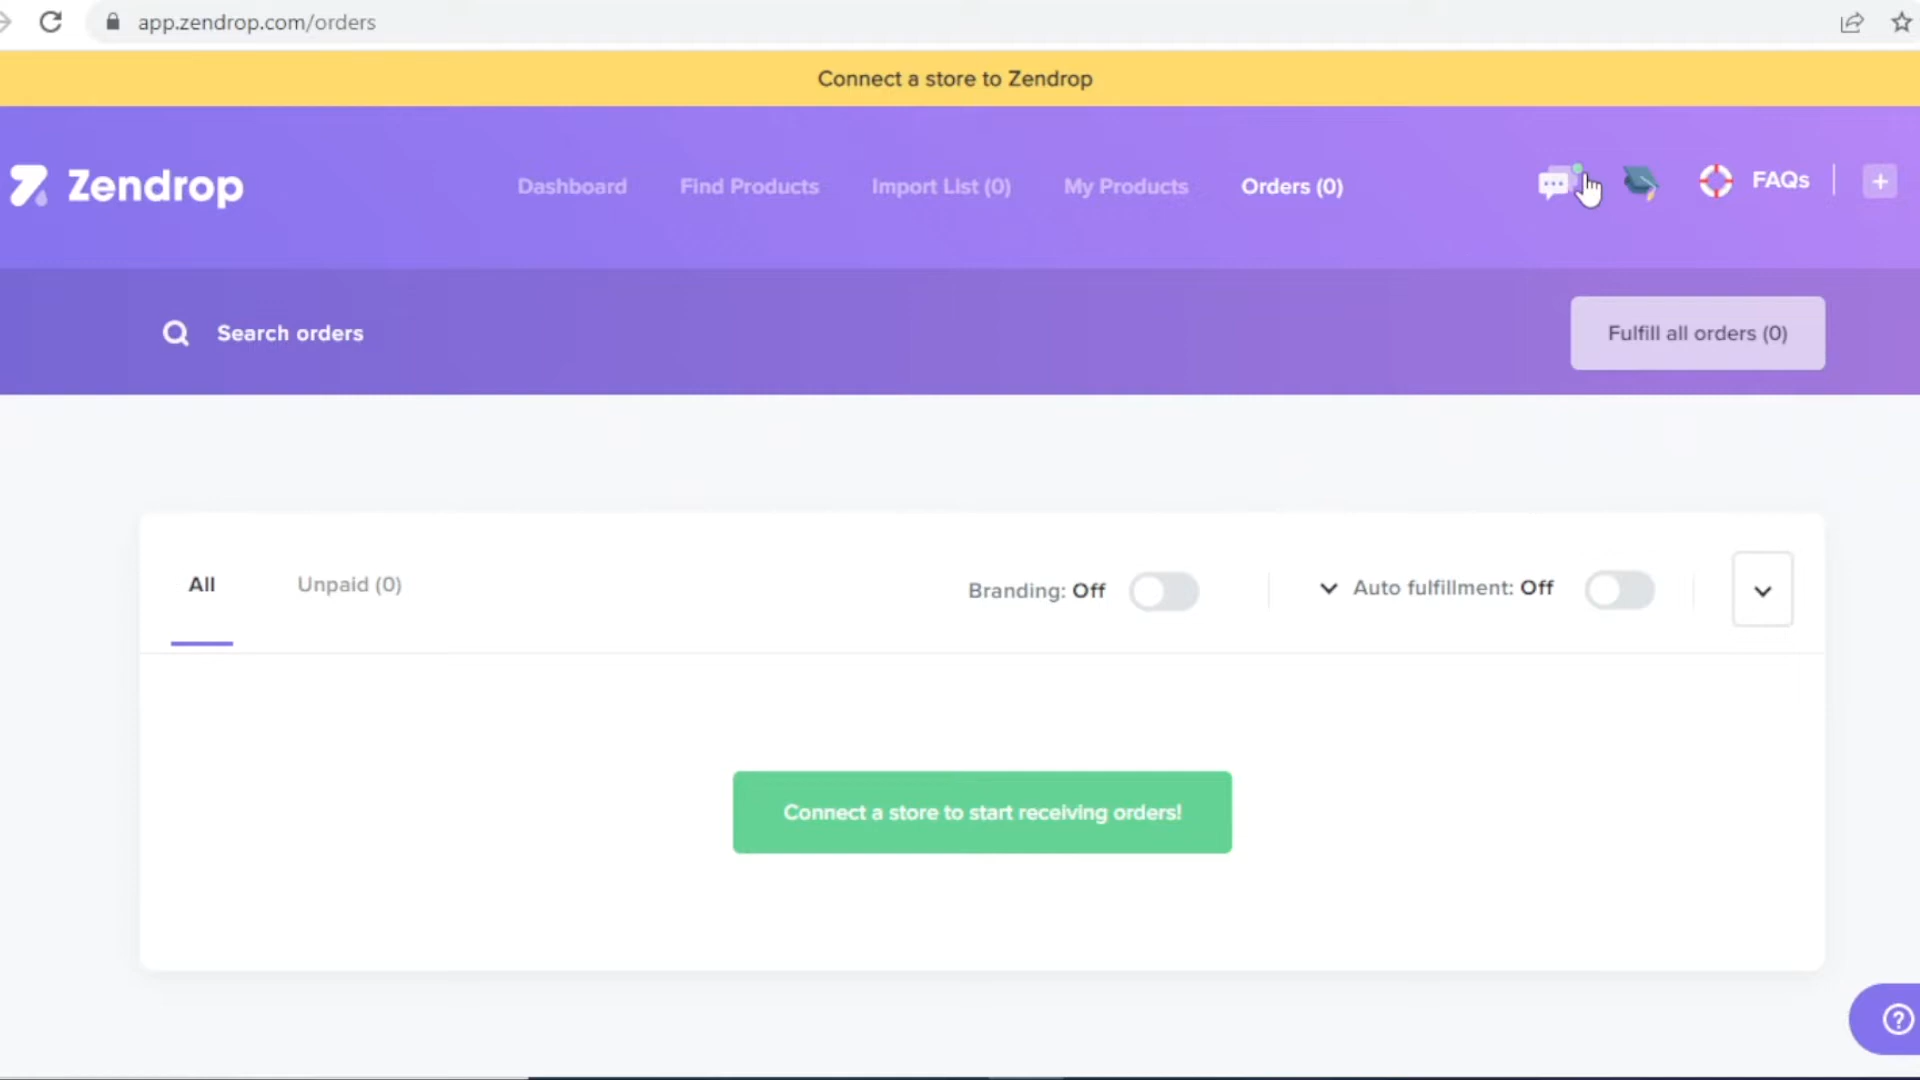 app.zendrop.com/orders
Connect a store to Zendrop
Zendrop
Dashboard
Find Products
Import List (0)
My Products
Orders (0)
FAQs
Search orders
Fulfill all orders (0)
All
Unpaid (0)
Branding: Off
Auto fulfillment: Off
Connect a store to start receiving orders!